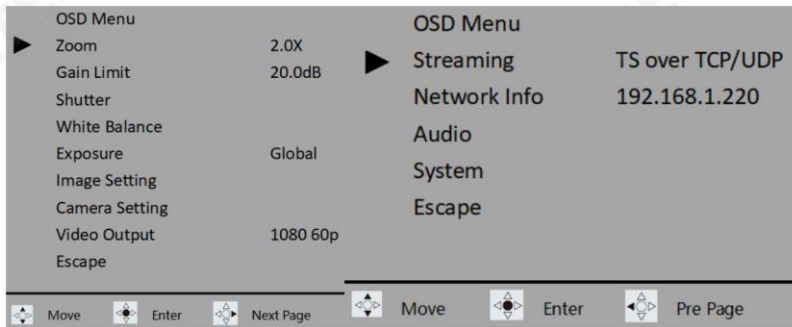 OSD Menu
Zoom 2.0X
Gain Limit 20.0dB
Shutter
White Balance
Exposure Global
Image Setting
Camera Setting
Video Output 1080 60p
Escape
Move Enter Next Page
OSD Menu
Streaming TS over TCP/UDP
Network Info 192.168.1.220
Audio
System
Escape
Move Enter Pre Page